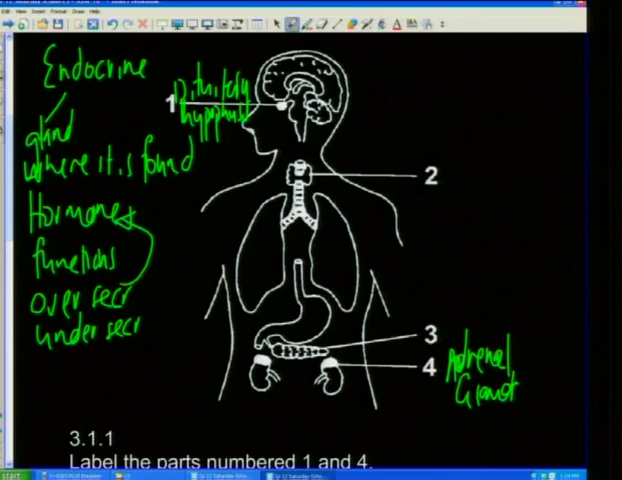 Endocrine
gland
Where it is found
Hormones
functions
over secr
under secr
1
Pituitary
2
3
4
Adrenal
Gland
3.1.1
Label the parts numbered 1 and 4.
start